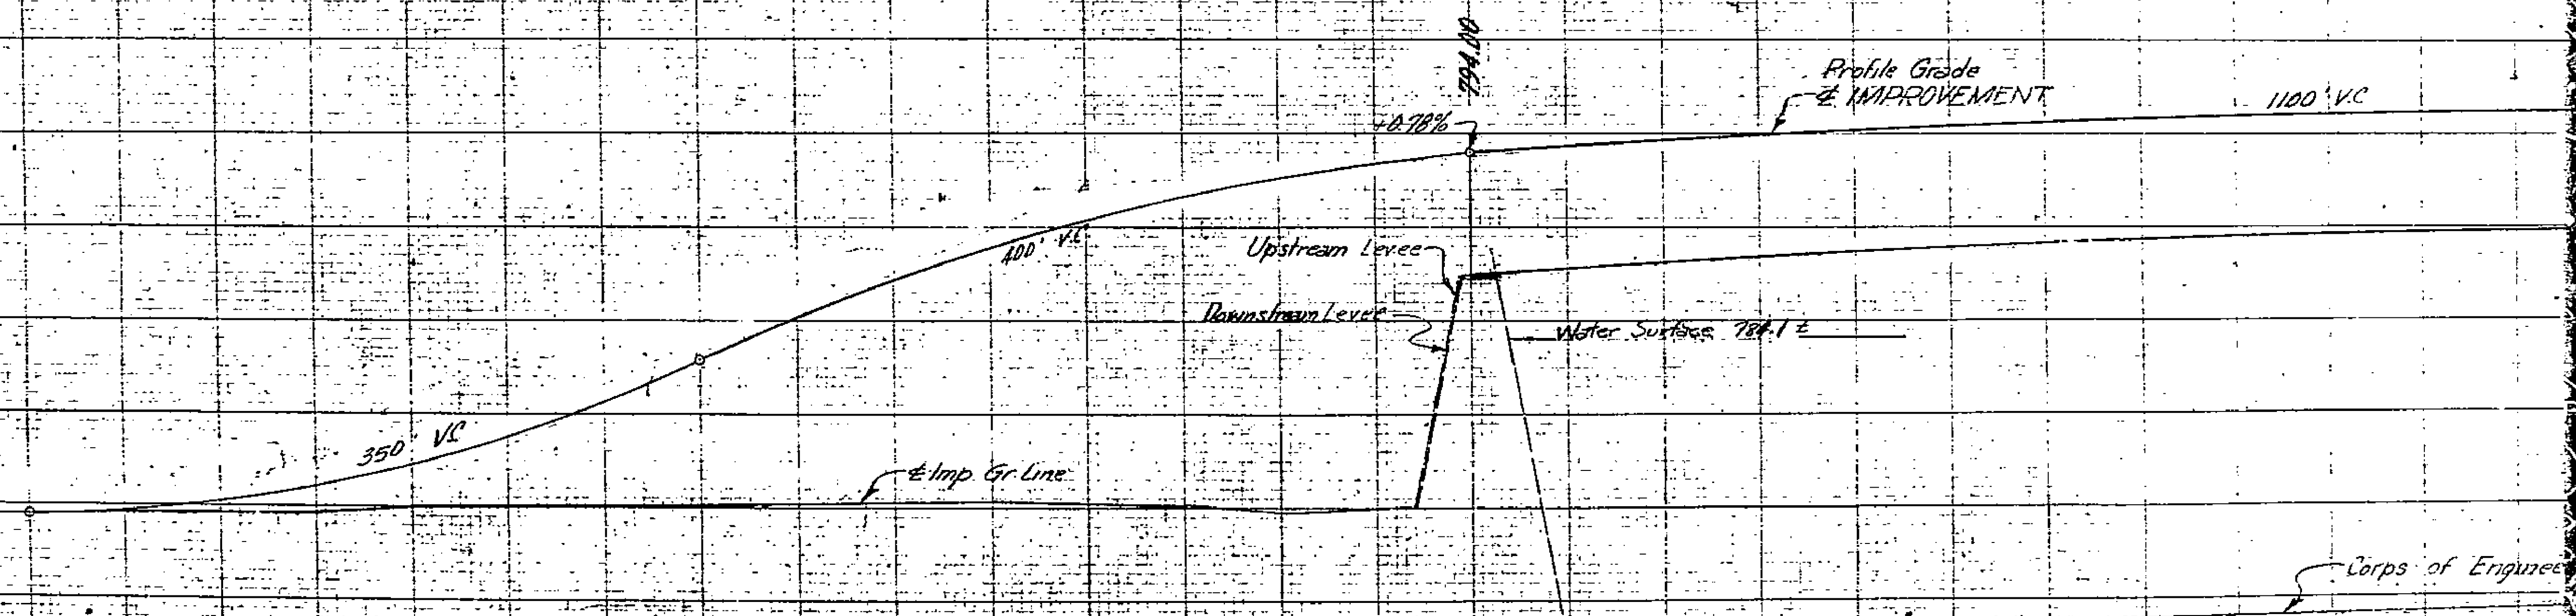 794.00
Profile Grade
℄ IMPROVEMENT
1100' V.C
+0.78%
400' V.C.
Upstream Levee
Downstream Levee
Water Surface 784.1 ±
350' V.C
℄ Imp. Gr. Line
Corps of Enginee